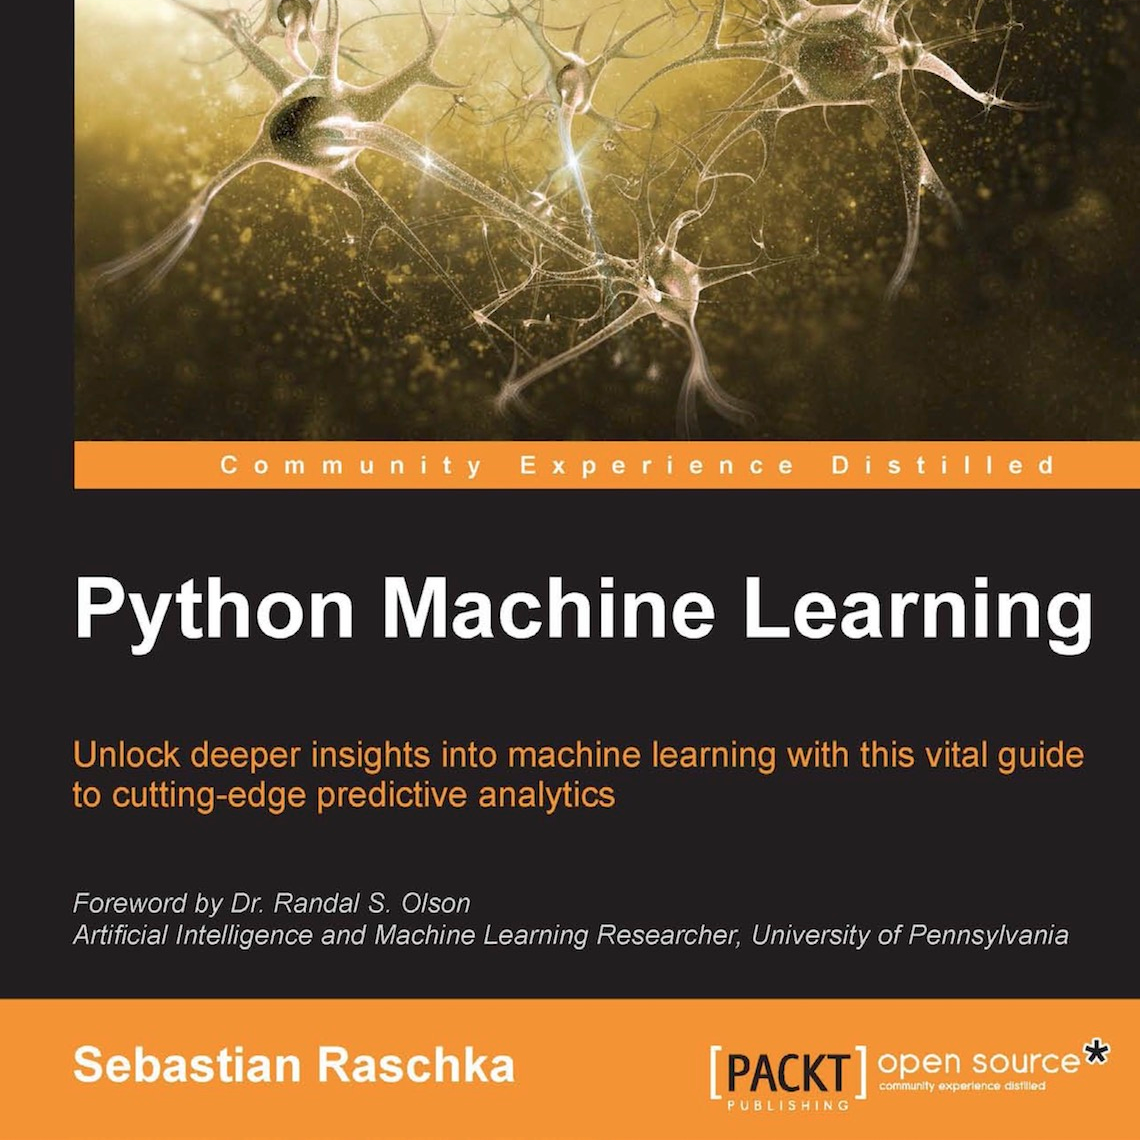 Community Experience Distilled
Python Machine Learning
Unlock deeper insights into machine learning with this vital guide
to cutting-edge predictive analytics
Foreword by Dr. Randal S. Olson
Artificial Intelligence and Machine Learning Researcher, University of Pennsylvania
Sebastian Raschka
[PACKT]
PUBLISHING
open source*
community experience distilled